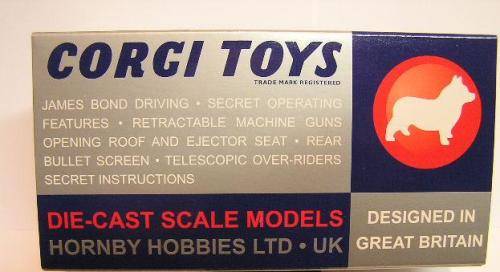 CORGI TOYS
TRADE MARK REGISTERED
JAMES BOND DRIVING • SECRET OPERATING
FEATURES • RETRACTABLE MACHINE GUNS
OPENING ROOF AND EJECTOR SEAT • REAR
BULLET SCREEN • TELESCOPIC OVER-RIDERS
SECRET INSTRUCTIONS
DIE-CAST SCALE MODELS
HORNBY HOBBIES LTD • UK
DESIGNED IN
GREAT BRITAIN